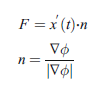 F = x′(t)·n
n = ∇ϕ / |∇ϕ|